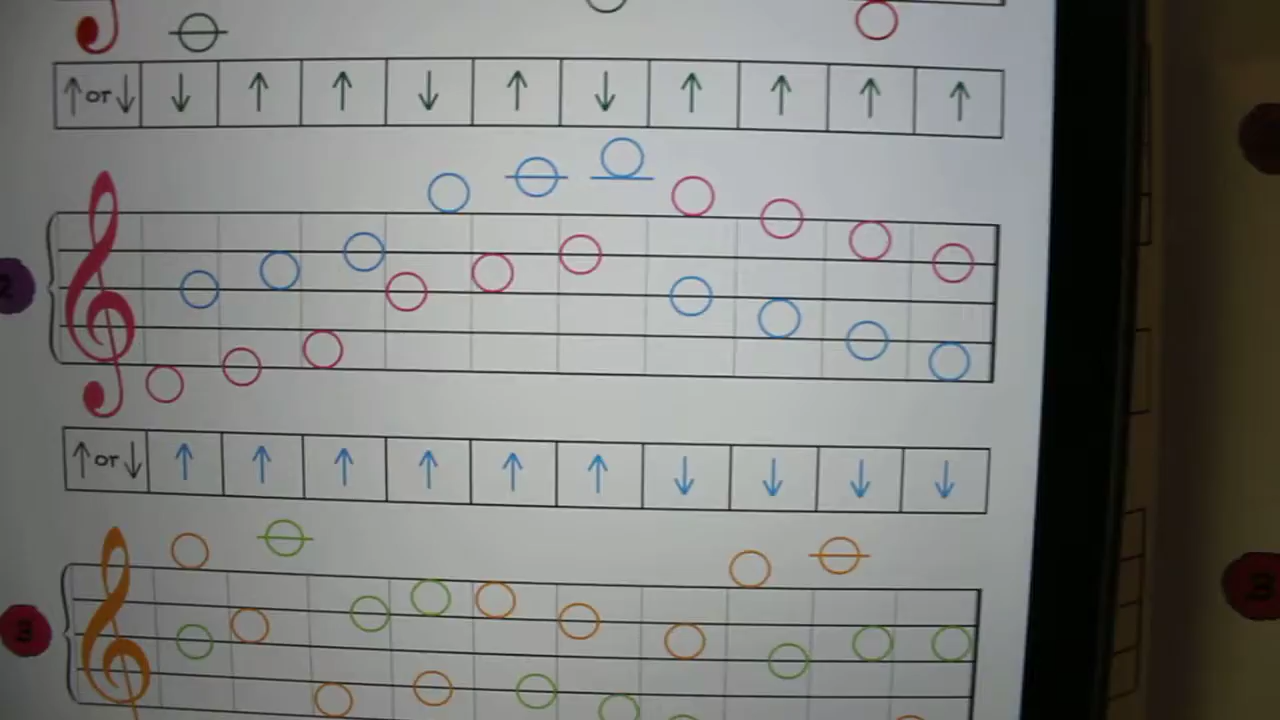 ↑or↓ ↓ ↑ ↑ ↓ ↑ ↓ ↑ ↑ ↑ ↑
2
↑or↓ ↑ ↑ ↑ ↑ ↑ ↑ ↓ ↓ ↓ ↓
3